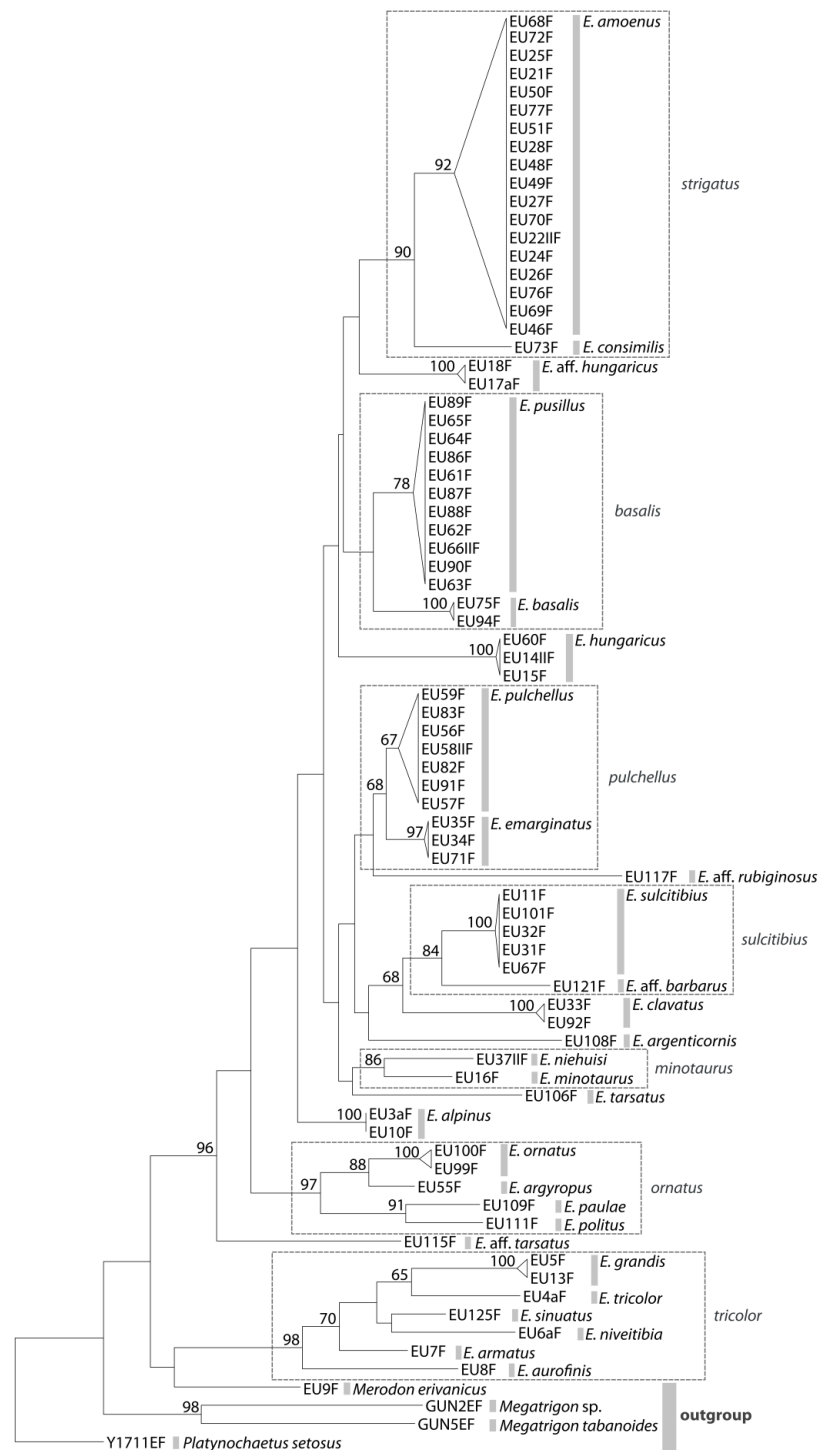 EU68F E. amoenus
EU72F
EU25F
EU21F
EU50F
EU77F
EU51F
EU28F
92 EU48F
EU49F strigatus
EU27F
EU70F
EU22IIF
EU24F
90 EU26F
EU76F
EU69F
EU46F
EU73F E. consimilis
100 EU18F E. aff. hungaricus
EU17aF
EU89F E. pusillus
EU65F
EU64F
EU86F
EU61F
78 EU87F
EU88F basalis
EU62F
EU66IIF
EU90F
EU63F
100 EU75F E. basalis
EU94F
EU60F E. hungaricus
100 EU14IIF
EU15F
EU59F E. pulchellus
EU83F
EU56F
67 EU58IIF
EU82F pulchellus
68 EU91F
EU57F
EU35F E. emarginatus
97 EU34F
EU71F
EU117F E. aff. rubiginosus
EU11F E. sulcitibius
EU101F
100 EU32F sulcitibius
84 EU31F
EU67F
68 EU121F E. aff. barbarus
100 EU33F E. clavatus
EU92F
EU108F E. argenticornis
86 EU37IIF E. niehuisi
minotaurus
EU16F E. minotaurus
EU106F E. tarsatus
100 EU3aF E. alpinus
EU10F
96 100 EU100F E. ornatus
88 EU99F
97 EU55F E. argyropus ornatus
91 EU109F E. paulae
EU111F E. politus
EU115F E. aff. tarsatus
100 EU5F E. grandis
65 EU13F
EU4aF E. tricolor
70 EU125F E. sinuatus tricolor
EU6aF E. niveitibia
98 EU7F E. armatus
EU8F E. aurofinis
EU9F Merodon erivanicus
98 GUN2EF Megatrigon sp. outgroup
GUN5EF Megatrigon tabanoides
Y1711EF Platynochaetus setosus